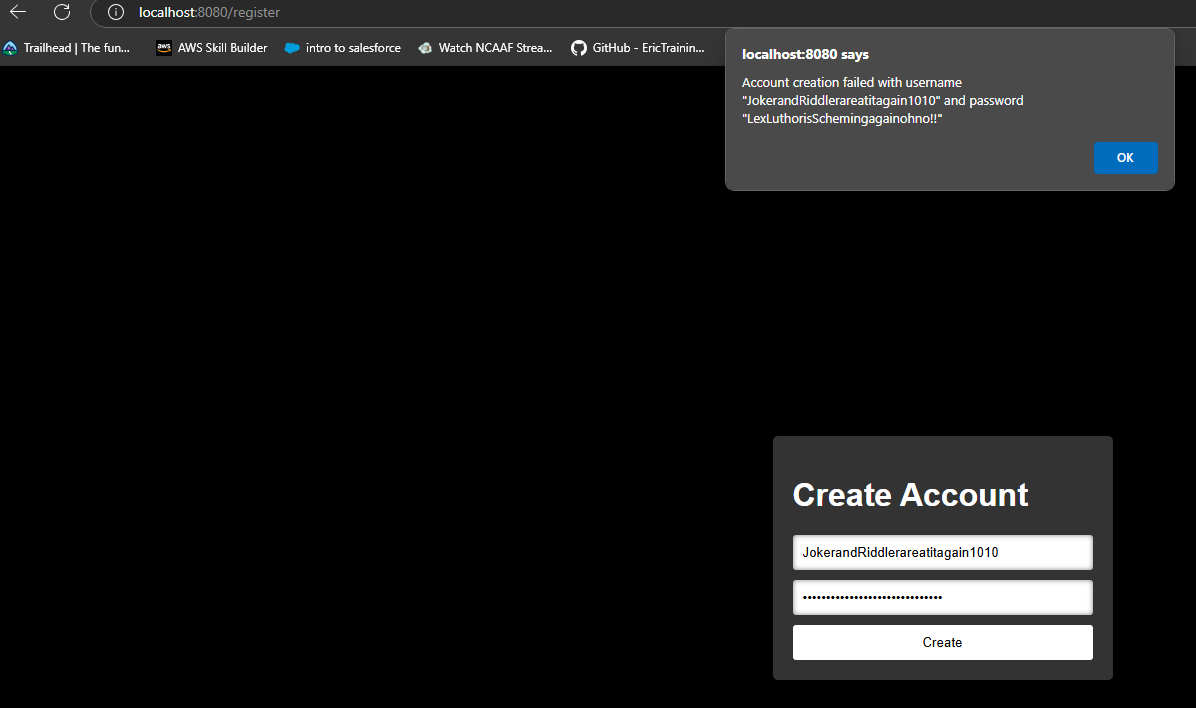 localhost:8080/register
Trailhead | The fun... aws AWS Skill Builder intro to salesforce Watch NCAAF Strea... GitHub - EricTrainin...
localhost:8080 says
Account creation failed with username
"JokerandRiddlerareatitagain1010" and password
"LexLuthorisSchemingagainohno!!"
OK
Create Account
JokerandRiddlerareatitagain1010
••••••••••••••••••••••••••••••
Create